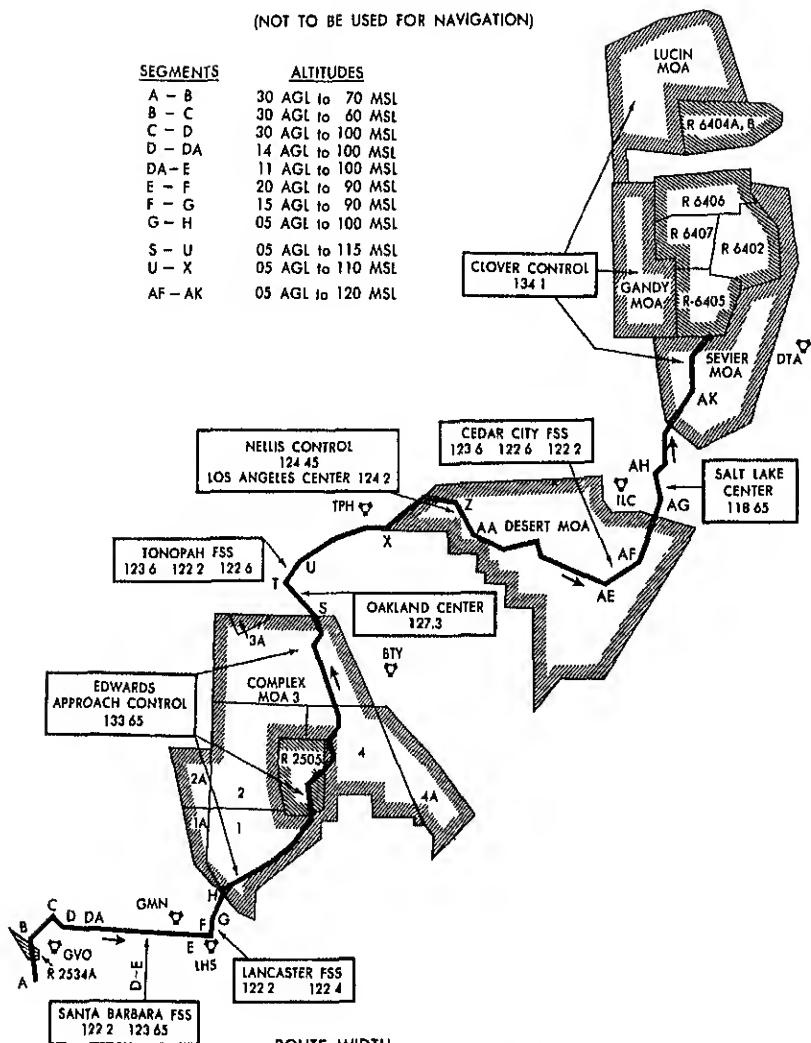 (NOT TO BE USED FOR NAVIGATION)
SEGMENTS ALTITUDES
A - B 30 AGL to 70 MSL
B - C 30 AGL to 60 MSL
C - D 30 AGL to 100 MSL
D - DA 14 AGL to 100 MSL
DA-E 11 AGL to 100 MSL
E - F 20 AGL to 90 MSL
F - G 15 AGL to 90 MSL
G - H 05 AGL to 100 MSL
S - U 05 AGL to 115 MSL
U - X 05 AGL to 110 MSL
AF - AK 05 AGL to 120 MSL
LUCIN
MOA
R 6404A, B
R 6406
R 6407
R 6402
CLOVER CONTROL
134 1
GANDY
MOA
R-6405
SEVIER
MOA
DTA
AK
NELLIS CONTROL
124 45
LOS ANGELES CENTER 124 2
CEDAR CITY FSS
123 6 122 6 122 2
AH
SALT LAKE
CENTER
118 65
ILC
AG
TPH
Z
AA
DESERT MOA
X
AF
AE
TONOPAH FSS
123 6 122 2 122 6
U
T
S
OAKLAND CENTER
127.3
3A
BTY
EDWARDS
APPROACH CONTROL
133 65
COMPLEX
MOA 3
R 2505
4
2A
2
4A
1A
1
H
GMN
C
D DA
F
G
B
E
GVO
LHS
R 2534A
A
D-E
LANCASTER FSS
122 2 122 4
SANTA BARBARA FSS
122 2 123 65
ROUTE WIDTH